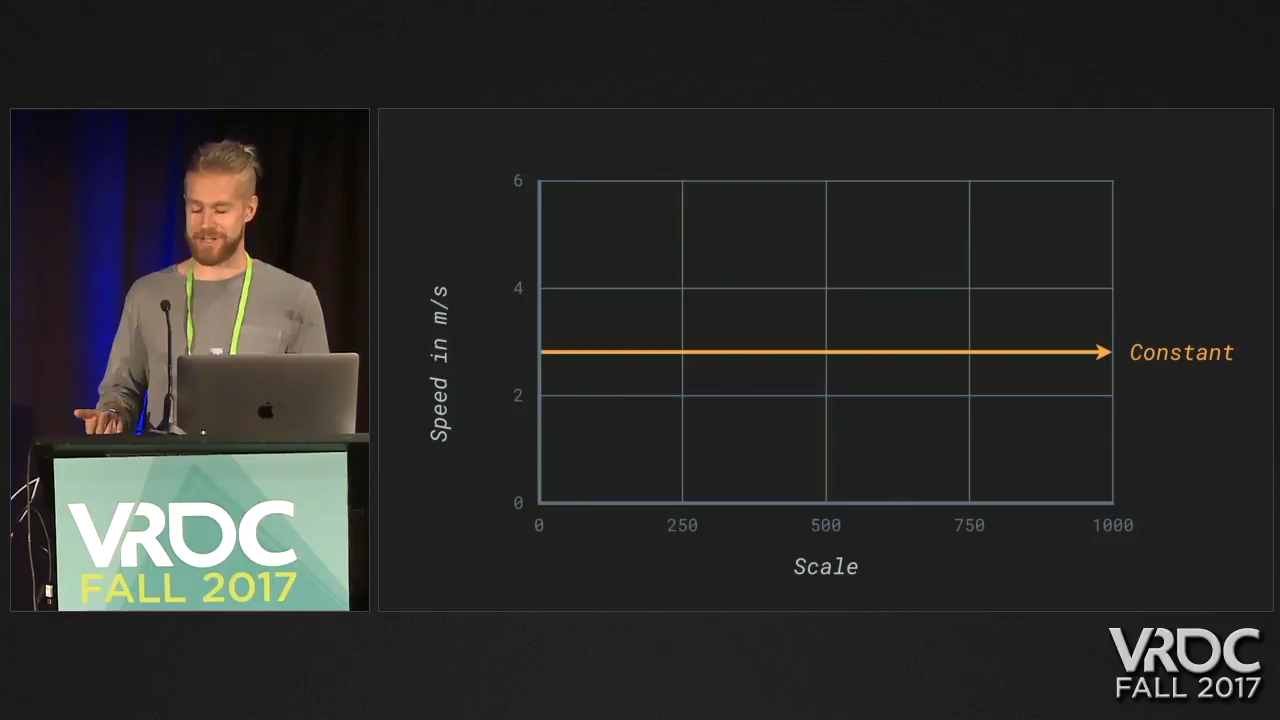 VRDC
FALL 2017
6
4
2
0
Speed in m/s
0
250
500
750
1000
Scale
Constant
VRDC
FALL 2017